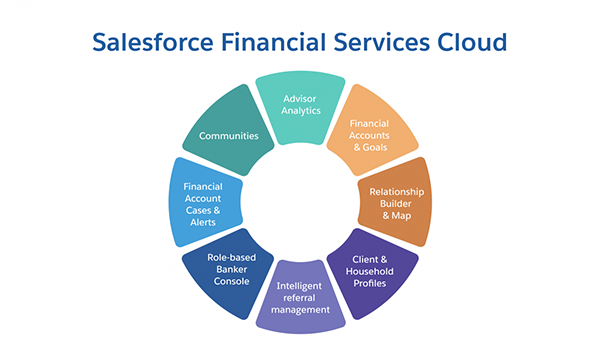 Salesforce Financial Services Cloud
Advisor
Analytics
Financial
Accounts
& Goals
Relationship
Builder
& Map
Client &
Household
Profiles
Intelligent
referral
management
Role-based
Banker
Console
Financial
Account
Cases &
Alerts
Communities